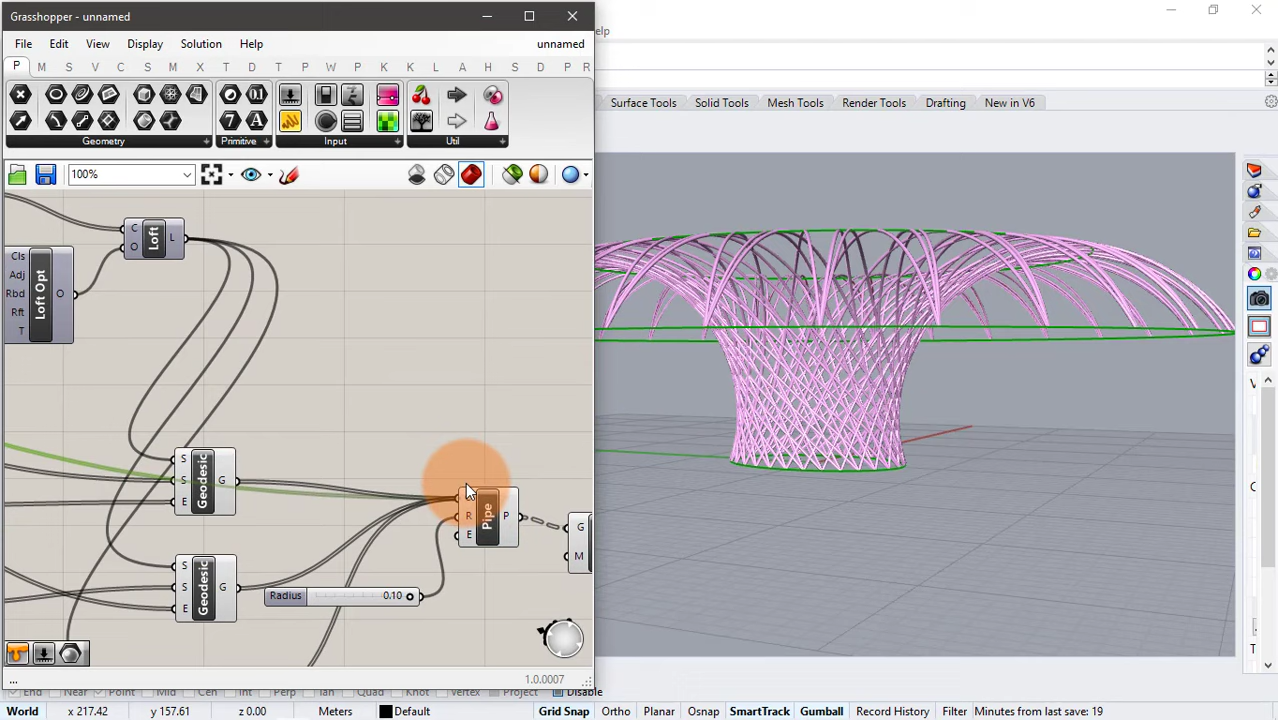 Grasshopper - unnamed
elp
File Edit View Display Solution Help unnamed
P M S V C S M X D T P W P K K L A H S D P R
Surface Tools Solid Tools Mesh Tools Render Tools Drafting New in V6
Geometry Primitive Input Util
100%
C O Loft L
Cls Adj Rbd Rft T Loft Opt O
S S E Geodesic G
R E Pipe P
G M
S S E Geodesic G
Radius 0.10
...
1.0.0007
End Near Point Mid Cen Int Perp Tan Quad Knot Vertex Project Disable
World x 217.42 y 157.61 z 0.00 Meters Default Grid Snap Ortho Planar Osnap SmartTrack Gumball Record History Filter Minutes from last save: 19